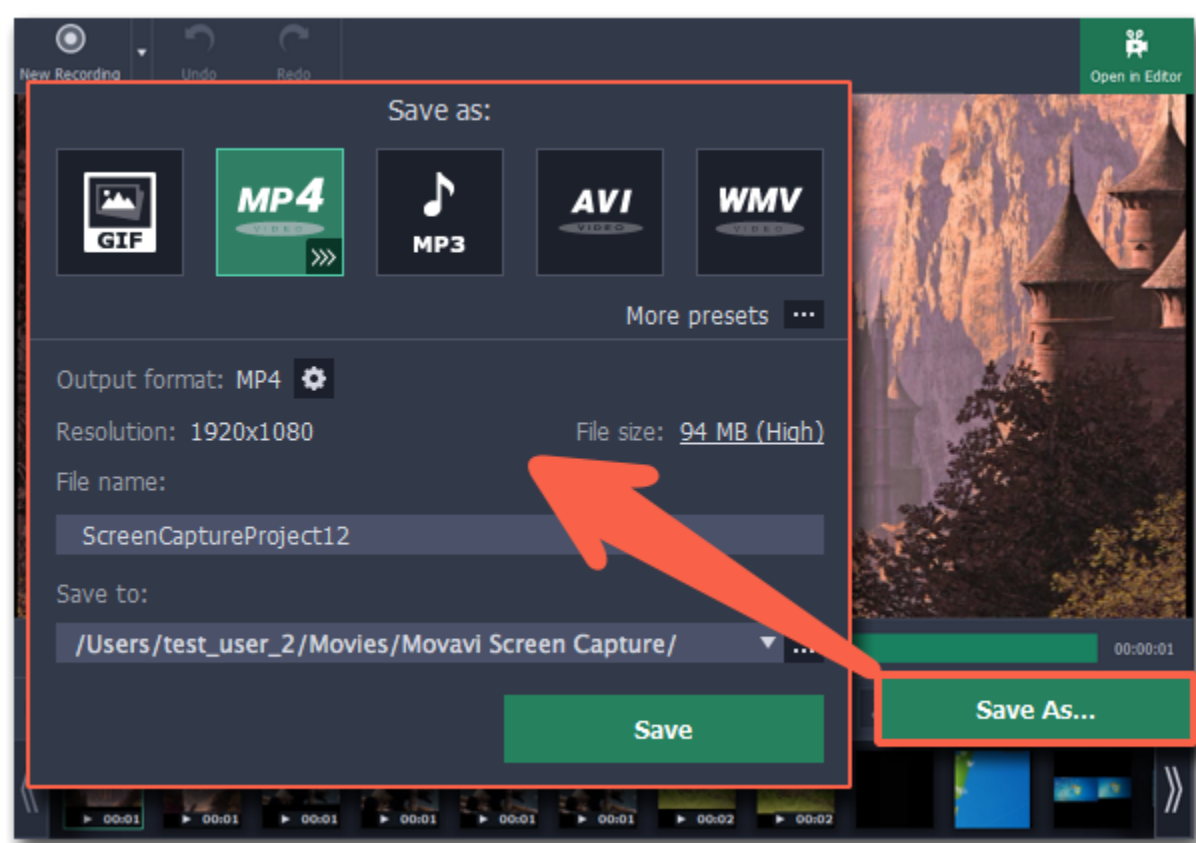 New Recording
Undo
Redo
Open in Editor
Save as:
GIF
MP4
VIDEO
MP3
AVI
VIDEO
WMV
VIDEO
More presets ...
Output format: MP4
Resolution: 1920x1080
File size: 94 MB (High)
File name:
ScreenCaptureProject12
Save to:
/Users/test_user_2/Movies/Movavi Screen Capture/
...
00:00:01
Save
Save As...
00:01
00:01
00:01
00:01
00:01
00:01
00:02
00:02